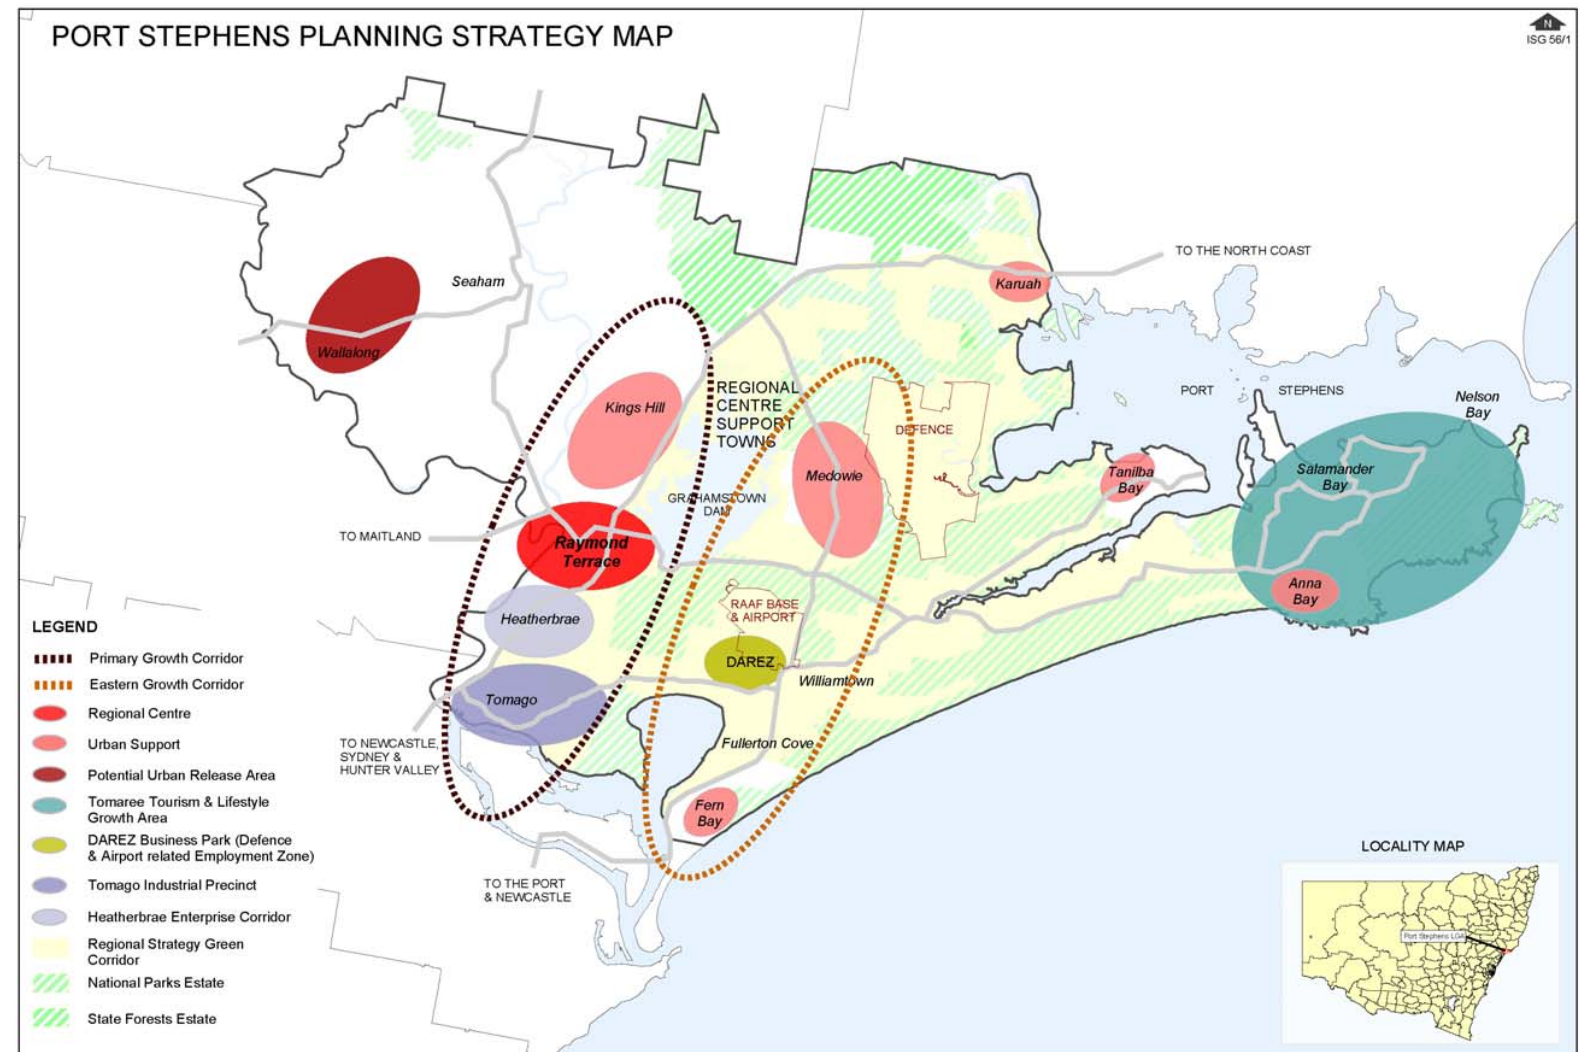 PORT STEPHENS PLANNING STRATEGY MAP
N
ISG 56/1
TO THE NORTH COAST
Seaham
Karuah
Wallalong
REGIONAL
CENTRE
SUPPORT
TOWNS
Kings Hill
DEFENCE
PORT STEPHENS
Nelson
Bay
Medowie
Tanilba
Bay
Salamander
Bay
GRAHAMSTOWN
DAM
TO MAITLAND
Raymond
Terrace
Anna
Bay
RAAF BASE
& AIRPORT
Heatherbrae
DAREZ
Williamtown
Tomago
Fullerton Cove
TO NEWCASTLE,
SYDNEY &
HUNTER VALLEY
Fern
Bay
TO THE PORT
& NEWCASTLE
LEGEND
Primary Growth Corridor
Eastern Growth Corridor
Regional Centre
Urban Support
Potential Urban Release Area
Tomaree Tourism & Lifestyle
Growth Area
DAREZ Business Park (Defence
& Airport related Employment Zone)
Tomago Industrial Precinct
Heatherbrae Enterprise Corridor
Regional Strategy Green
Corridor
National Parks Estate
State Forests Estate
LOCALITY MAP
Port Stephens LGA